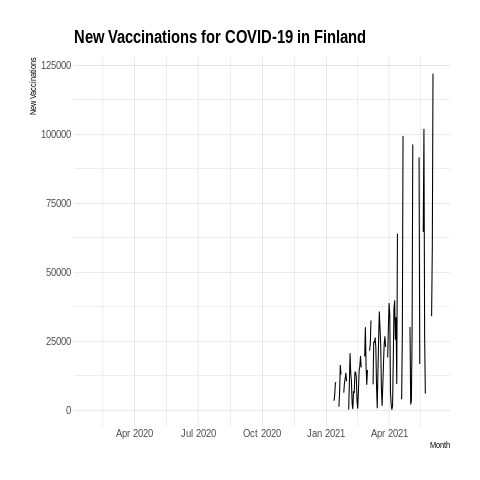 New Vaccinations for COVID-19 in Finland
New Vaccinations
125000
100000
75000
50000
25000
0
Apr 2020 Jul 2020 Oct 2020 Jan 2021 Apr 2021
Month